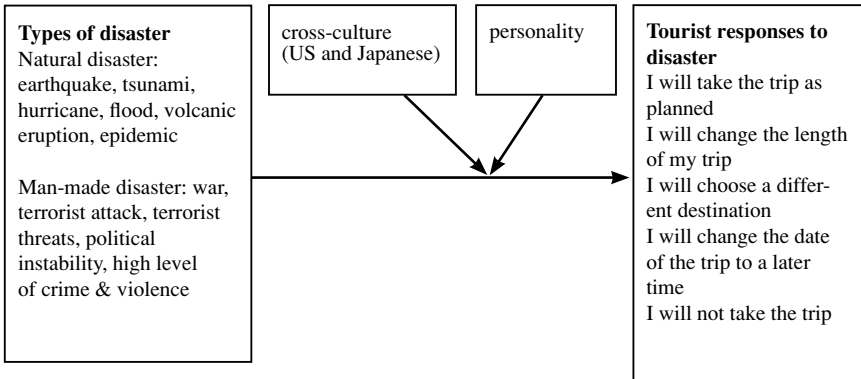 Types of disaster
Natural disaster:
earthquake, tsunami,
hurricane, flood, volcanic
eruption, epidemic
Man-made disaster: war,
terrorist attack, terrorist
threats, political
instability, high level
of crime & violence
cross-culture
(US and Japanese)
personality
Tourist responses to
disaster
I will take the trip as
planned
I will change the length
of my trip
I will choose a differ-
ent destination
I will change the date
of the trip to a later
time
I will not take the trip